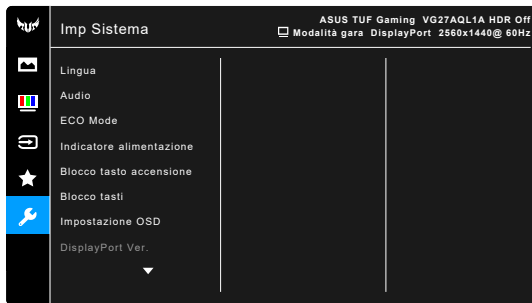 Imp Sistema
ASUS TUF Gaming VG27AQL1A HDR Off
Modalità gara DisplayPort 2560x1440@ 60Hz
Lingua
Audio
ECO Mode
Indicatore alimentazione
Blocco tasto accensione
Blocco tasti
Impostazione OSD
DisplayPort Ver.